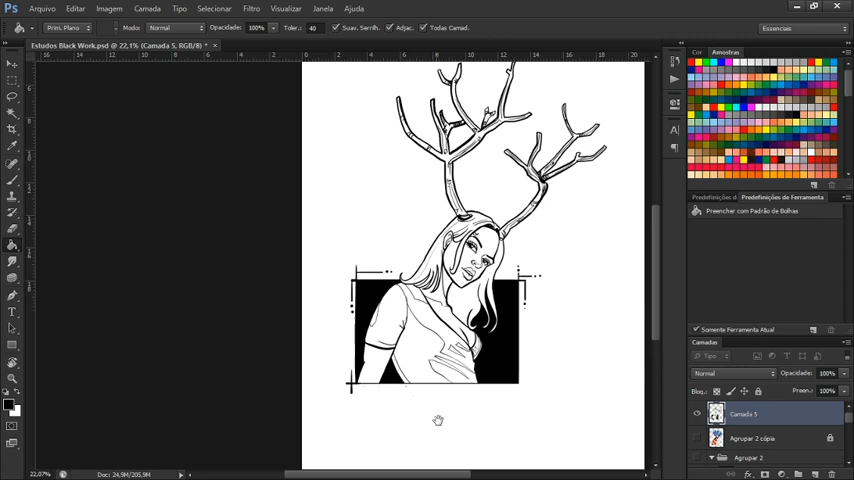 Ps Arquivo Editar Imagem Camada Tipo Selecionar Filtro Visualizar Janela Ajuda
Prim. Plano Modo: Normal Opacidade: 100% Toler.: 40 Suav. Serrilh. Adjac. Todas Camad. Essenciais
Estudos Black Work.psd @ 22,1% (Camada 5, RGB/8) *
Cor Amostras
Predefinições d Predefinições de Ferramenta
Preencher com Padrão de Bolhas
Somente Ferramenta Atual
Camadas
Tipo
Normal Opacidade: 100%
Bloq.: Preen.: 100%
Camada 5
Agrupar 2 cópia
Agrupar 2
22,07% Doc: 24,9M/205,9M